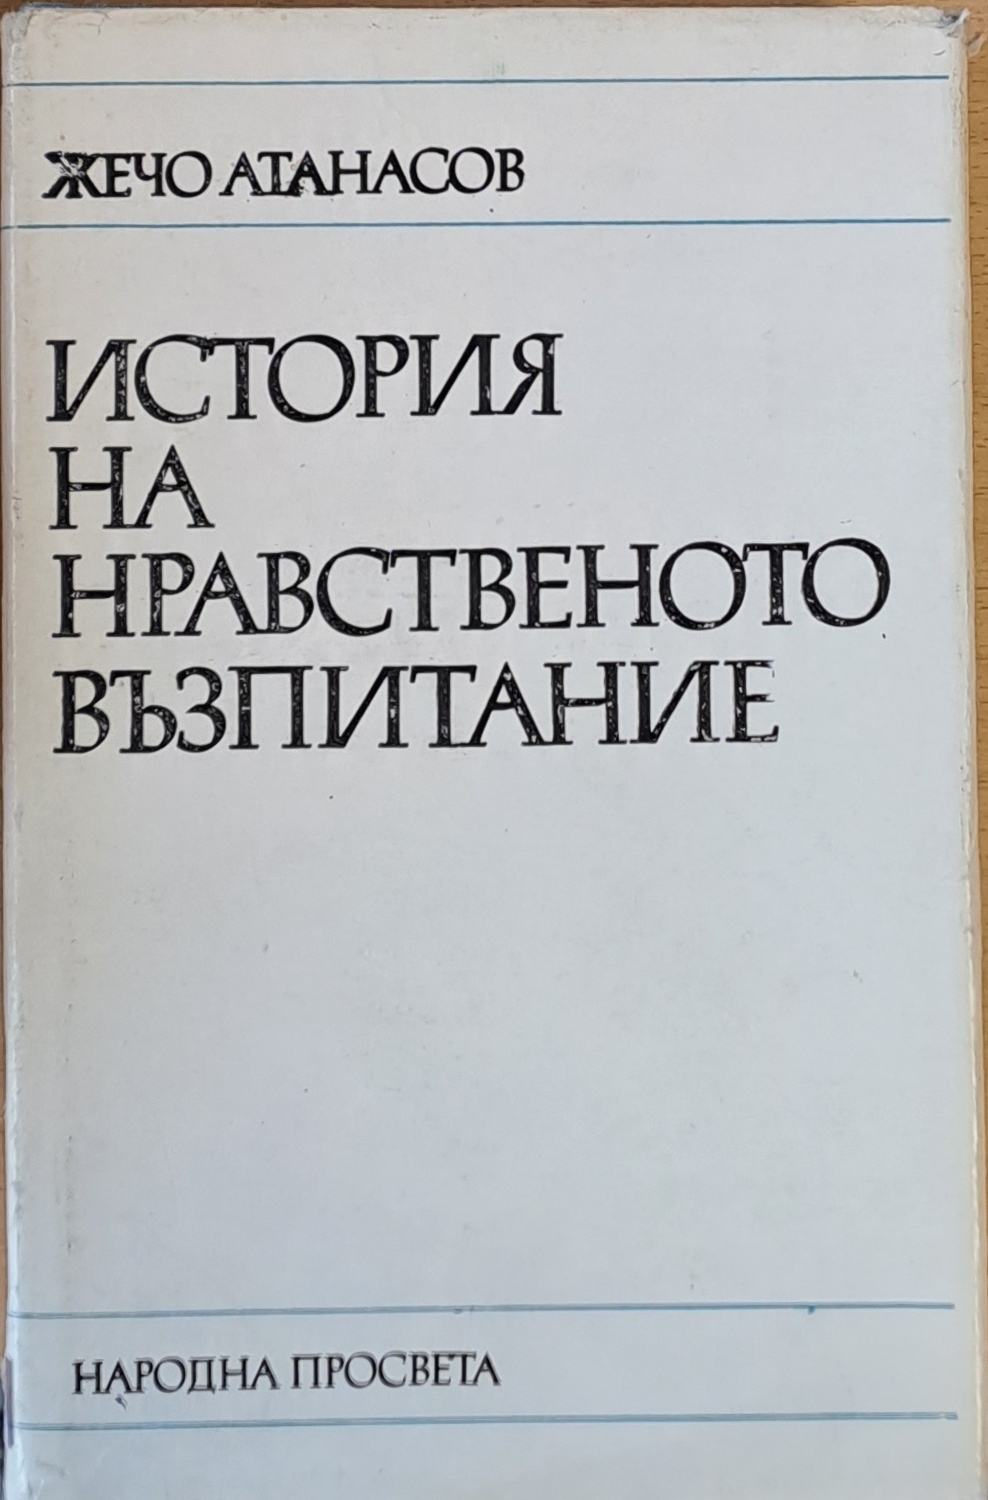 ЖЕЧО АТАНАСОВ
ИСТОРИЯ
НА
НРАВСТВЕНОТО
ВЪЗПИТАНИЕ
НАРОДНА ПРОСВЕТА